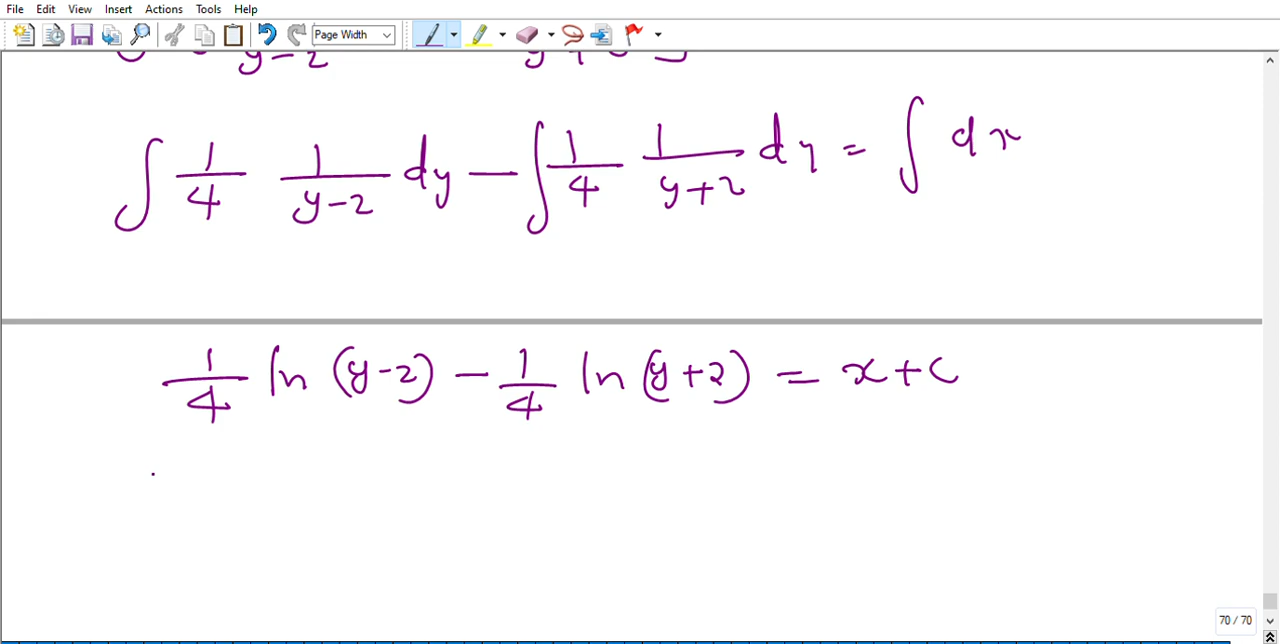 File Edit View Insert Actions Tools Help
Page Width
y-2
∫ 1/4 1/(y-2) dy - ∫ 1/4 1/(y+2) dy = ∫ dx
1/4 ln (y-2) - 1/4 ln (y+2) = x+c
70 / 70